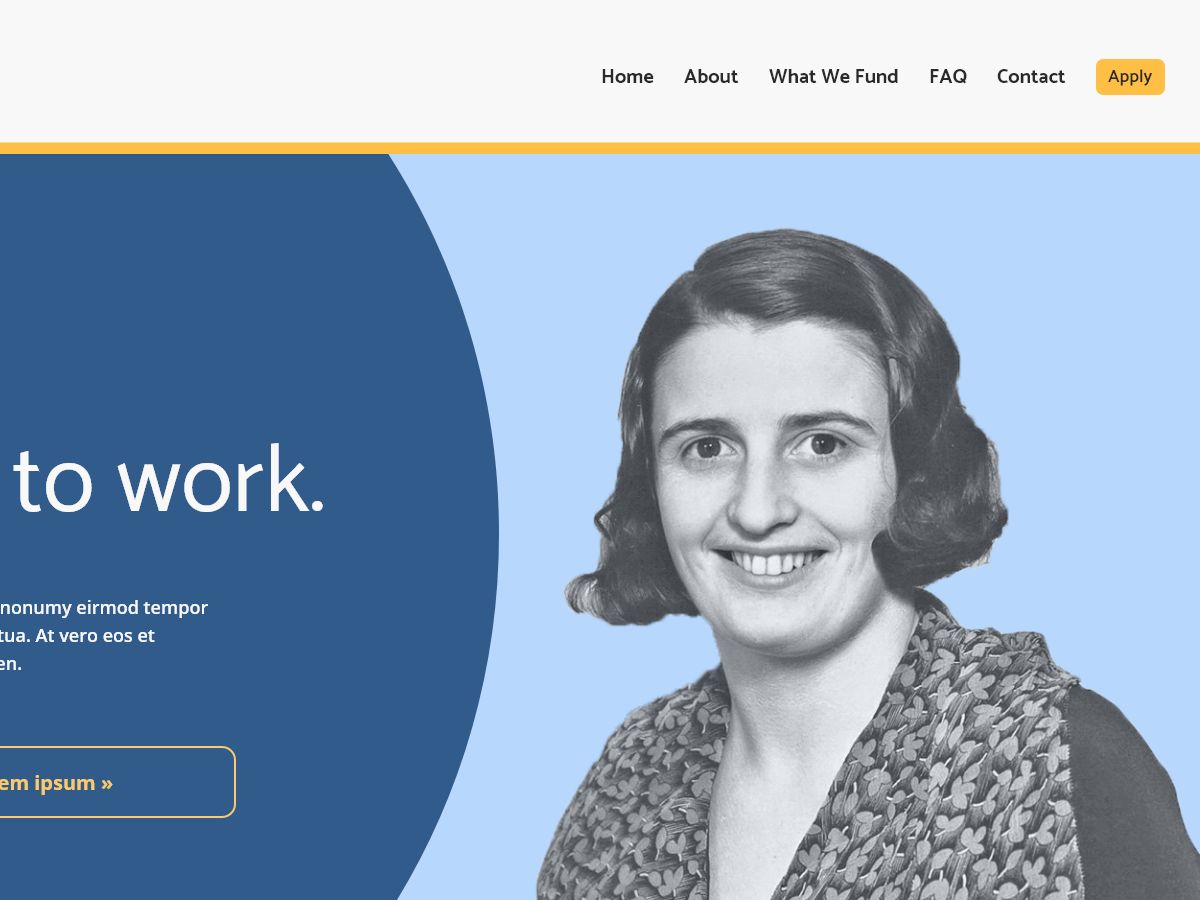 Home About What We Fund FAQ Contact Apply
to work.
nonumy eirmod tempor
tua. At vero eos et
en.
em ipsum »